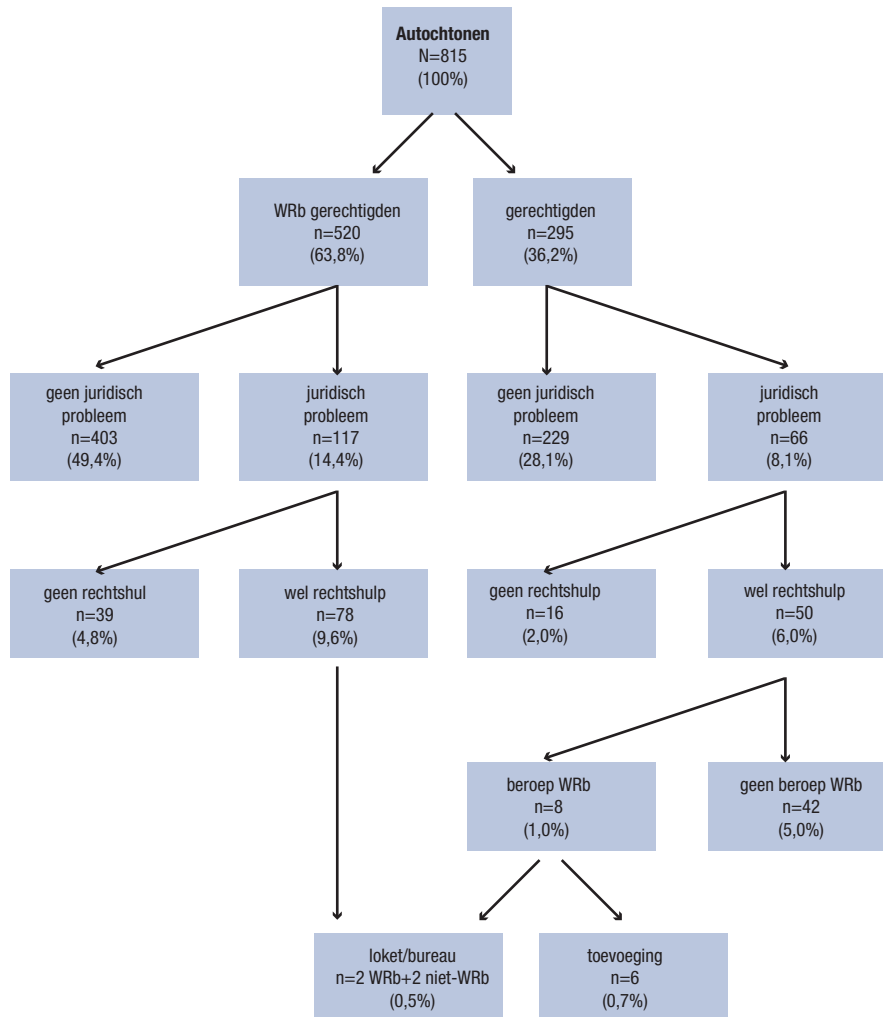 Autochtonen
N=815
(100%)
WRb gerechtigden
n=520
(63,8%)
gerechtigden
n=295
(36,2%)
geen juridisch
probleem
n=403
(49,4%)
juridisch
probleem
n=117
(14,4%)
geen juridisch
probleem
n=229
(28,1%)
juridisch
probleem
n=66
(8,1%)
geen rechtshul
n=39
(4,8%)
wel rechtshulp
n=78
(9,6%)
geen rechtshulp
n=16
(2,0%)
wel rechtshulp
n=50
(6,0%)
beroep WRb
n=8
(1,0%)
geen beroep WRb
n=42
(5,0%)
loket/bureau
n=2 WRb+2 niet-WRb
(0,5%)
toevoeging
n=6
(0,7%)